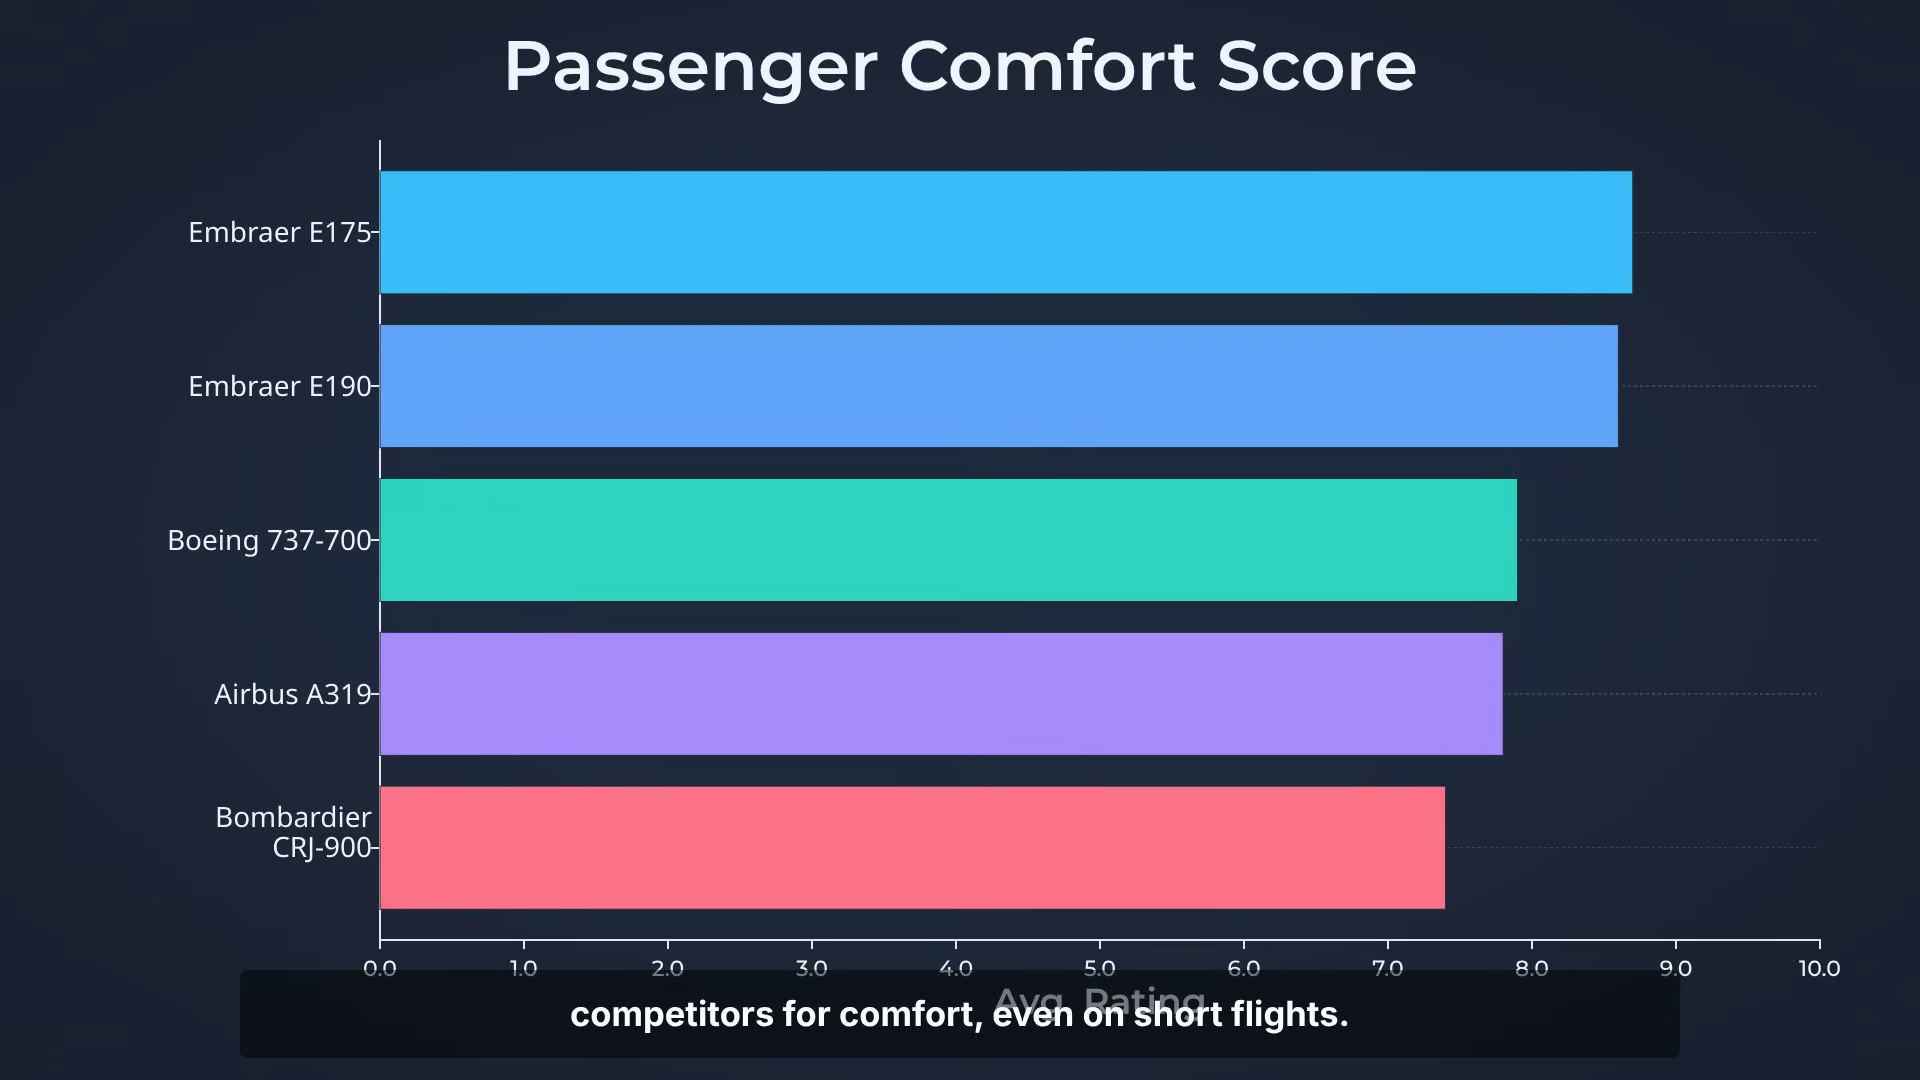 Passenger Comfort Score
Embraer E175
Embraer E190
Boeing 737-700
Airbus A319
Bombardier
CRJ-900
0.0 1.0 2.0 3.0 4.0 5.0 6.0 7.0 8.0 9.0 10.0
Avg. Rating
competitors for comfort, even on short flights.